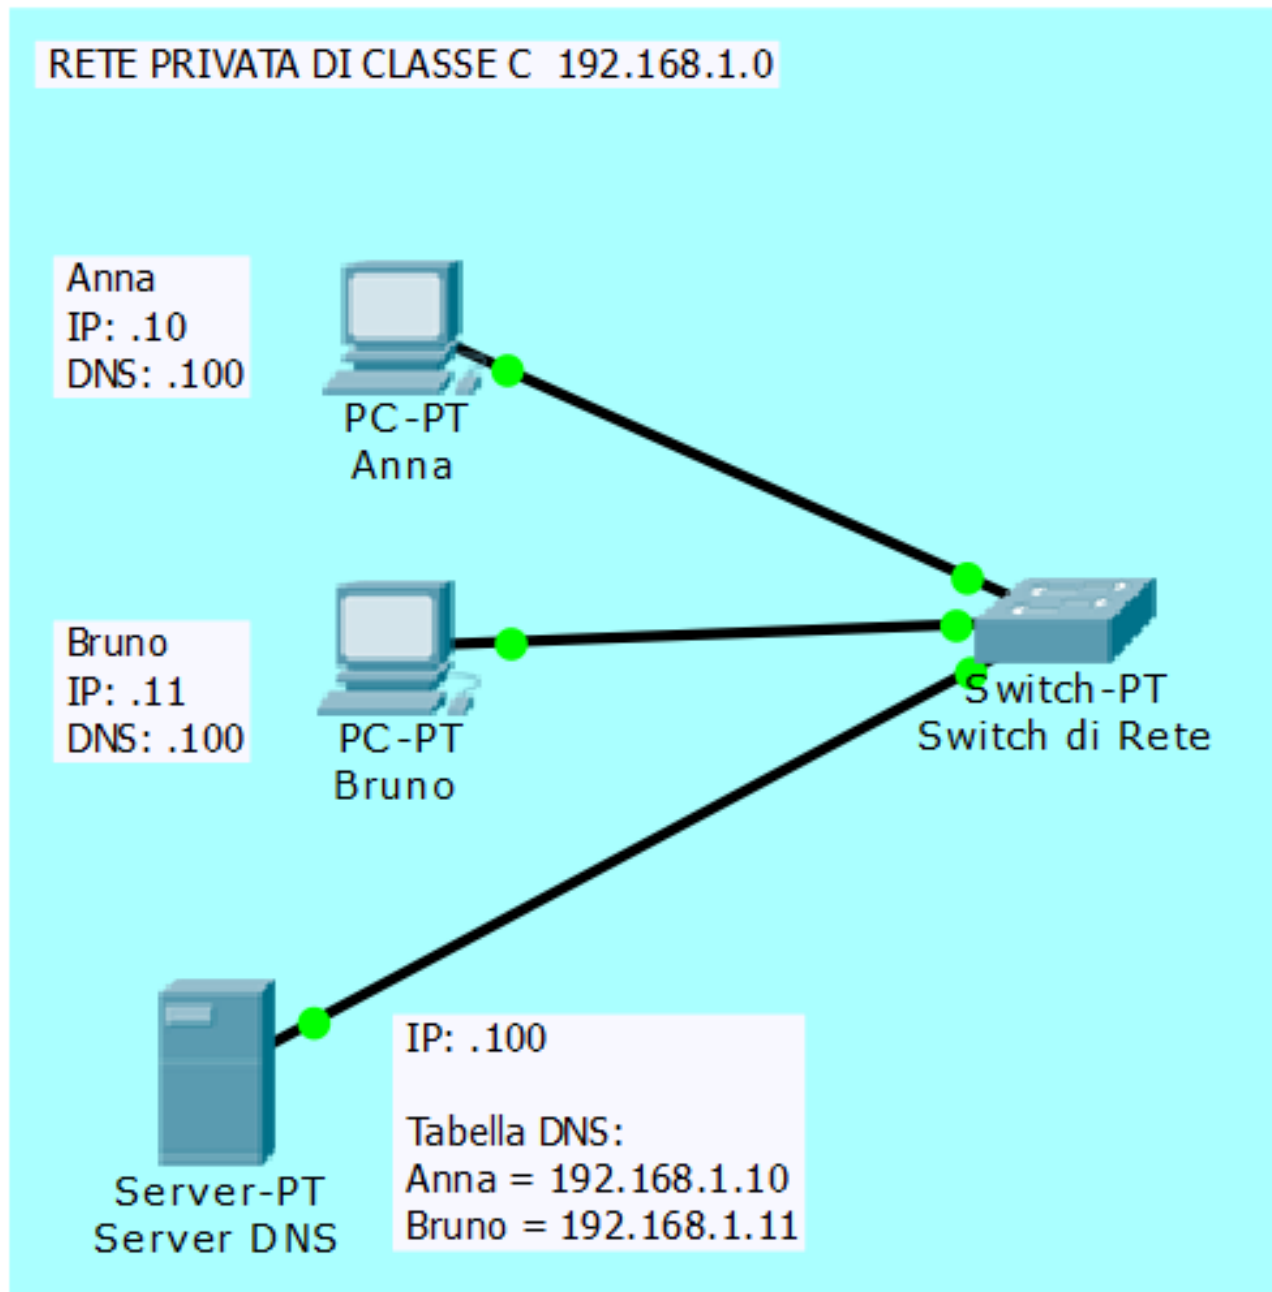 RETE PRIVATA DI CLASSE C 192.168.1.0
Anna
IP: .10
DNS: .100
PC-PT
Anna
Bruno
IP: .11
DNS: .100
PC-PT
Bruno
Switch-PT
Switch di Rete
Server-PT
Server DNS
IP: .100
Tabella DNS:
Anna = 192.168.1.10
Bruno = 192.168.1.11